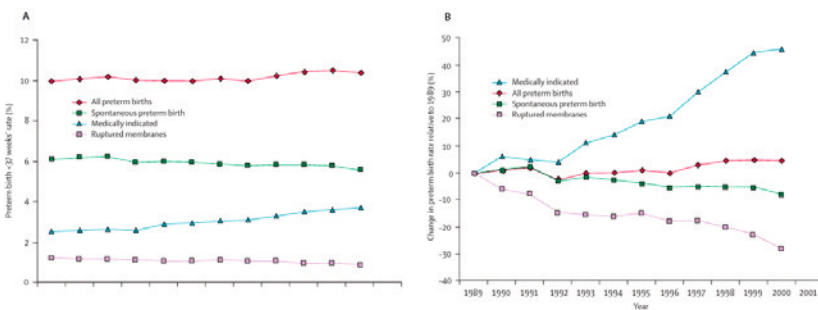 A
Preterm birth <37 weeks' rate (%)
12
10
8
6
4
2
0
All preterm births
Spontaneous preterm birth
Medically indicated
Ruptured membranes
B
Change in preterm birth rate relative to 1989 (%)
50
40
30
20
10
0
−10
−20
−30
−40
Medically indicated
All preterm births
Spontaneous preterm birth
Ruptured membranes
1989 1990 1991 1992 1993 1994 1995 1996 1997 1998 1999 2000 2001
Year